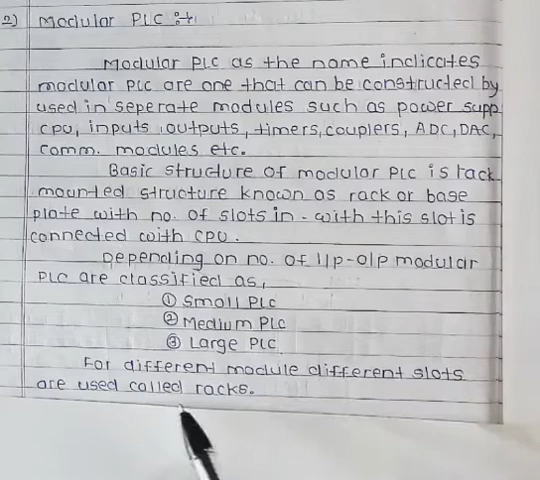 2) Modular PLC :-
Modular PLC as the name indicates
modular PLC are one that can be constructed by
used in seperate modules such as power supp
CPU, inputs, outputs, timers, couplers, ADC, DAC,
comm. modules etc.
Basic structure of modular PLC is rack
mounted structure known as rack or base
plate with no. of slots in - with this slot is
connected with CPU.
Depending on no. of I/p-o/p modular
PLC are classified as,
① Small PLC
② Medium PLC
③ Large PLC
For different module different slots
are used called racks.